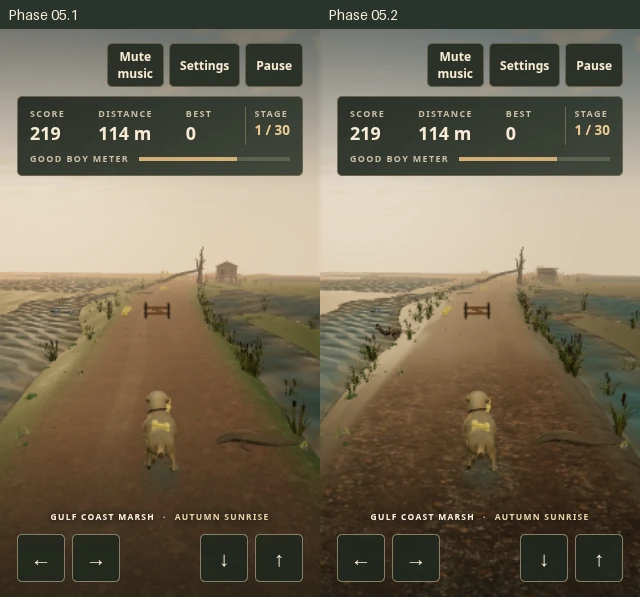 Phase 05.1
Mute music
Settings
Pause
SCORE DISTANCE BEST STAGE
219 114 m 0 1 / 30
GOOD BOY METER
GULF COAST MARSH · AUTUMN SUNRISE
← → ↓ ↑
Phase 05.2
Mute music
Settings
Pause
SCORE DISTANCE BEST STAGE
219 114 m 0 1 / 30
GOOD BOY METER
GULF COAST MARSH · AUTUMN SUNRISE
← → ↓ ↑